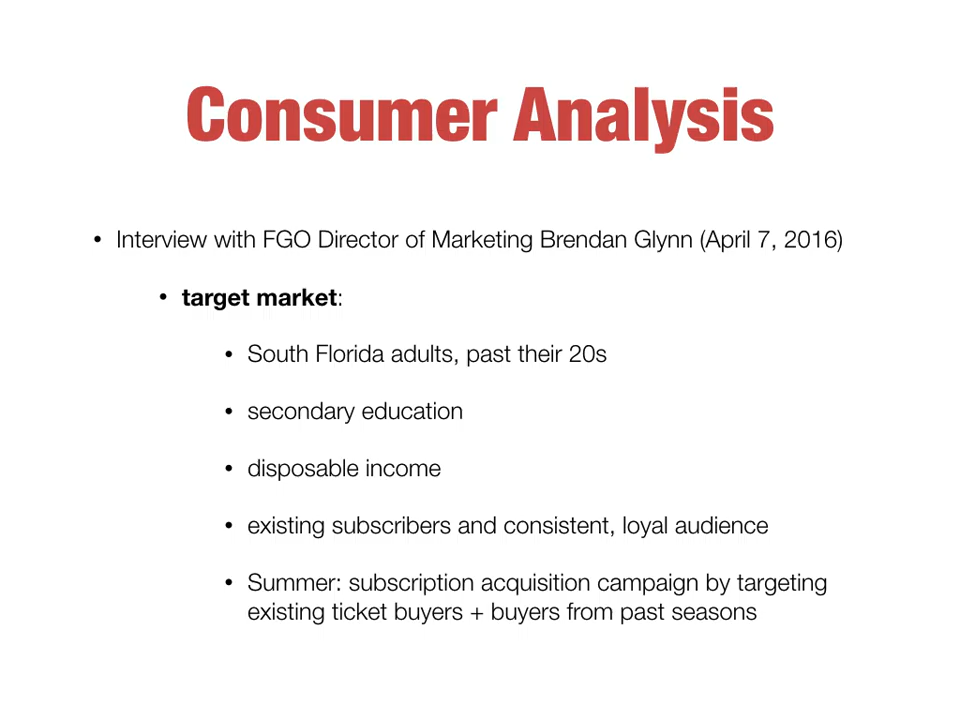 Consumer Analysis
• Interview with FGO Director of Marketing Brendan Glynn (April 7, 2016)
• target market:
• South Florida adults, past their 20s
• secondary education
• disposable income
• existing subscribers and consistent, loyal audience
• Summer: subscription acquisition campaign by targeting
existing ticket buyers + buyers from past seasons